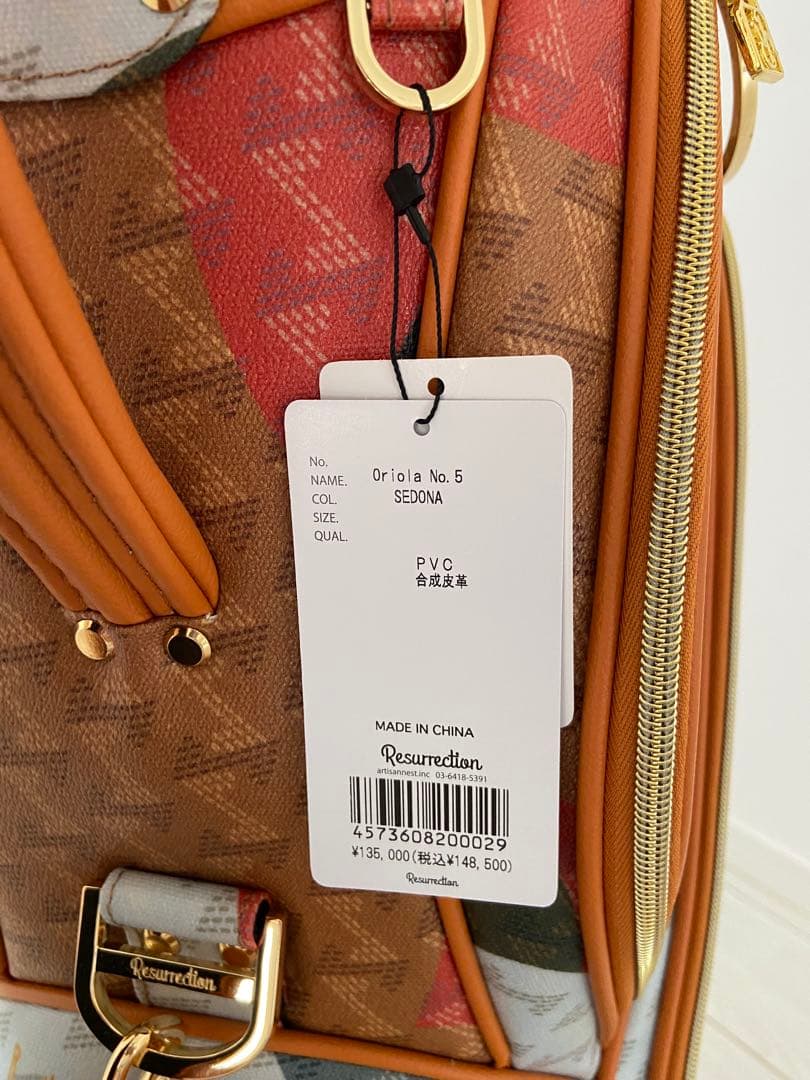 No.
NAME. Oriola No.5
COL. SEDONA
SIZE.
QUAL.
PVC
合成皮革
MADE IN CHINA
Resurrection
artisannest.inc 03-6418-5391
4573608200029
¥135,000(税込¥148,500)
Resurrection
Resurrection